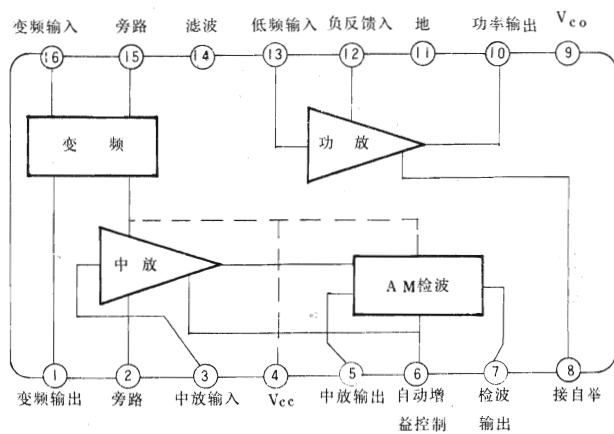 变频输入 旁路 滤波 低频输入 负反馈入 地 功率输出 Vco
16 15 14 13 12 11 10 9
变频 功放
中放 AM检波
1 2 3 4 5 6 7 8
变频输出 旁路 中放输入 Vcc 中放输出 自动增 检波 接自举
益控制 输出